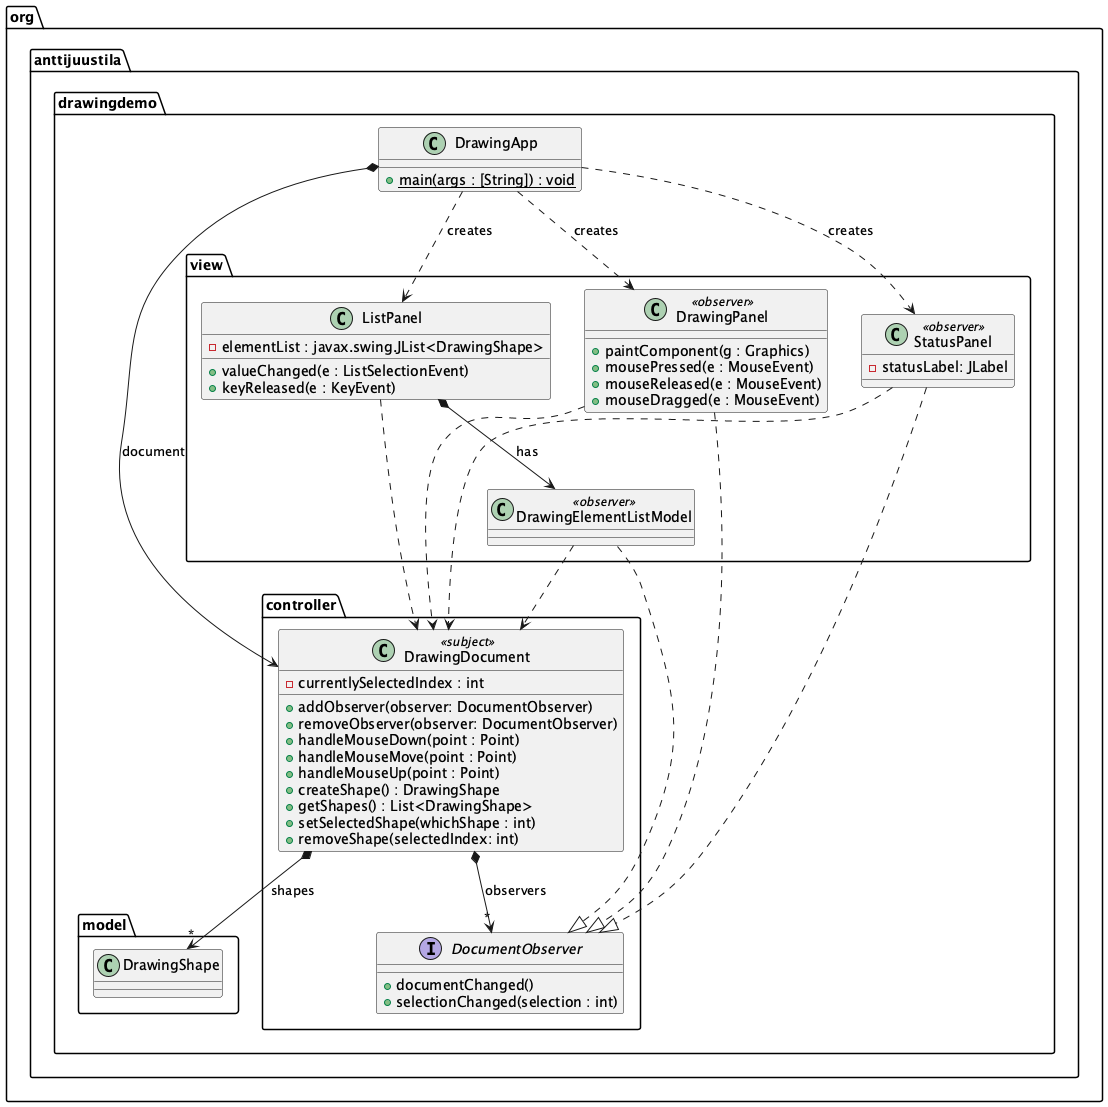 org
anttijuustila
drawingdemo
C DrawingApp
main(args : [String]) : void
creates
creates
creates
view
C ListPanel
elementList : javax.swing.JList<DrawingShape>
valueChanged(e : ListSelectionEvent)
keyReleased(e : KeyEvent)
«observer»
C DrawingPanel
paintComponent(g : Graphics)
mousePressed(e : MouseEvent)
mouseReleased(e : MouseEvent)
mouseDragged(e : MouseEvent)
«observer»
C StatusPanel
statusLabel: JLabel
document
has
«observer»
C DrawingElementListModel
controller
«subject»
C DrawingDocument
currentlySelectedIndex : int
addObserver(observer: DocumentObserver)
removeObserver(observer: DocumentObserver)
handleMouseDown(point : Point)
handleMouseMove(point : Point)
handleMouseUp(point : Point)
createShape() : DrawingShape
getShapes() : List<DrawingShape>
setSelectedShape(whichShape : int)
removeShape(selectedIndex: int)
shapes
observers
*
*
model
C DrawingShape
I DocumentObserver
documentChanged()
selectionChanged(selection : int)